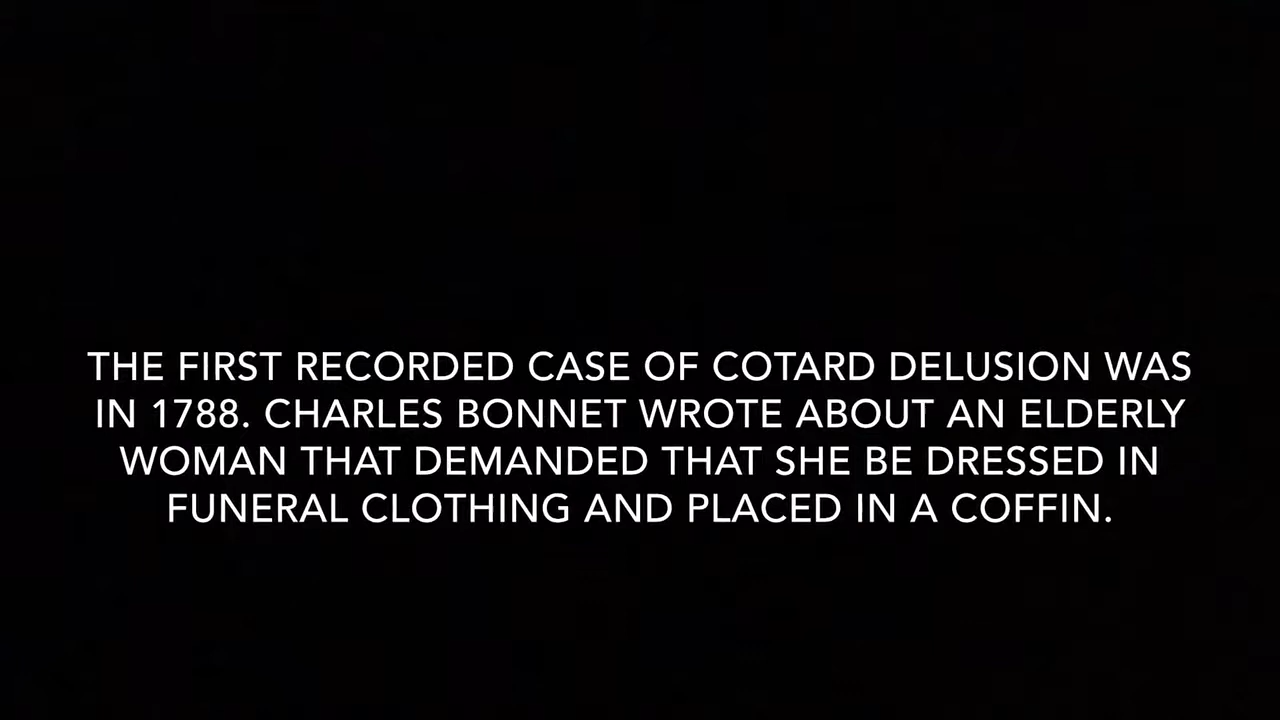 THE FIRST RECORDED CASE OF COTARD DELUSION WAS
IN 1788. CHARLES BONNET WROTE ABOUT AN ELDERLY
WOMAN THAT DEMANDED THAT SHE BE DRESSED IN
FUNERAL CLOTHING AND PLACED IN A COFFIN.